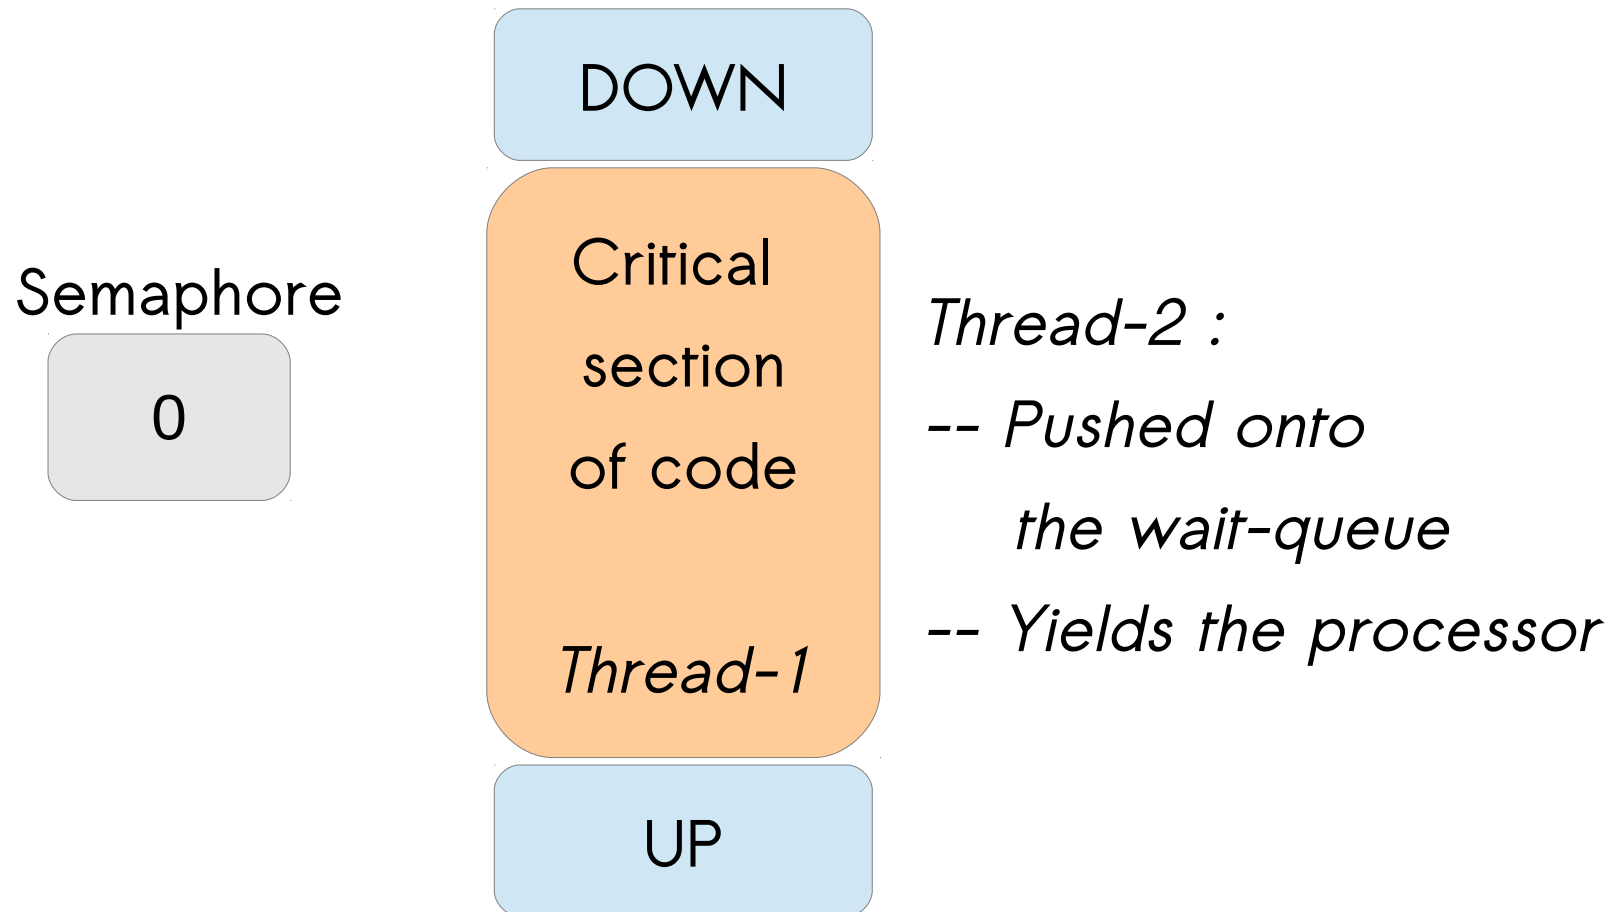 DOWN
Semaphore
0
Critical
section
of code
Thread-1
Thread-2 :
-- Pushed onto
the wait-queue
-- Yields the processor
UP